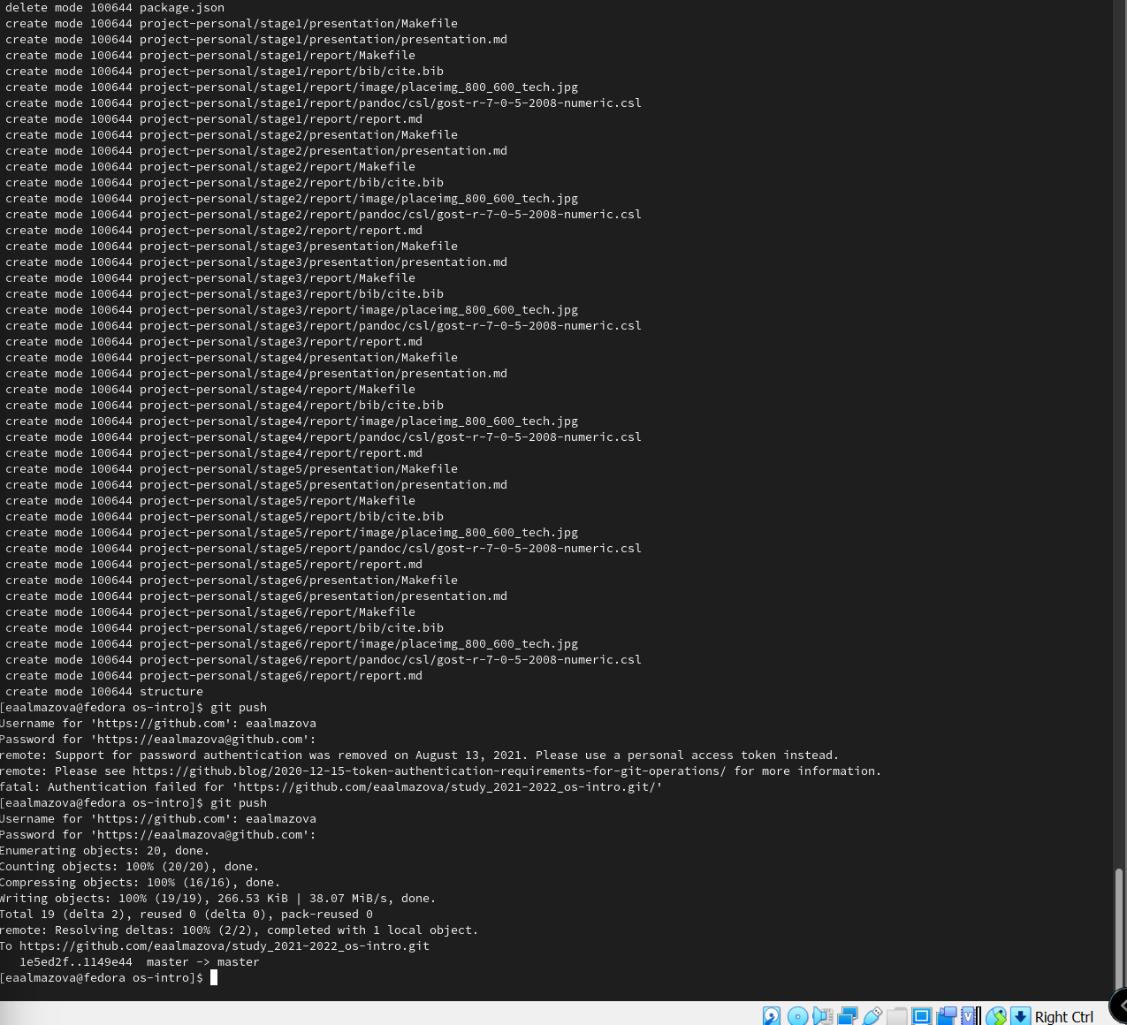 delete mode 100644 package.json
create mode 100644 project-personal/stage1/presentation/Makefile
create mode 100644 project-personal/stage1/presentation/presentation.md
create mode 100644 project-personal/stage1/report/Makefile
create mode 100644 project-personal/stage1/report/bib/cite.bib
create mode 100644 project-personal/stage1/report/image/placeimg_800_600_tech.jpg
create mode 100644 project-personal/stage1/report/pandoc/csl/gost-r-7-0-5-2008-numeric.csl
create mode 100644 project-personal/stage1/report/report.md
create mode 100644 project-personal/stage2/presentation/Makefile
create mode 100644 project-personal/stage2/presentation/presentation.md
create mode 100644 project-personal/stage2/report/Makefile
create mode 100644 project-personal/stage2/report/bib/cite.bib
create mode 100644 project-personal/stage2/report/image/placeimg_800_600_tech.jpg
create mode 100644 project-personal/stage2/report/pandoc/csl/gost-r-7-0-5-2008-numeric.csl
create mode 100644 project-personal/stage2/report/report.md
create mode 100644 project-personal/stage3/presentation/Makefile
create mode 100644 project-personal/stage3/presentation/presentation.md
create mode 100644 project-personal/stage3/report/Makefile
create mode 100644 project-personal/stage3/report/bib/cite.bib
create mode 100644 project-personal/stage3/report/image/placeimg_800_600_tech.jpg
create mode 100644 project-personal/stage3/report/pandoc/csl/gost-r-7-0-5-2008-numeric.csl
create mode 100644 project-personal/stage3/report/report.md
create mode 100644 project-personal/stage4/presentation/Makefile
create mode 100644 project-personal/stage4/presentation/presentation.md
create mode 100644 project-personal/stage4/report/Makefile
create mode 100644 project-personal/stage4/report/bib/cite.bib
create mode 100644 project-personal/stage4/report/image/placeimg_800_600_tech.jpg
create mode 100644 project-personal/stage4/report/pandoc/csl/gost-r-7-0-5-2008-numeric.csl
create mode 100644 project-personal/stage4/report/report.md
create mode 100644 project-personal/stage5/presentation/Makefile
create mode 100644 project-personal/stage5/presentation/presentation.md
create mode 100644 project-personal/stage5/report/Makefile
create mode 100644 project-personal/stage5/report/bib/cite.bib
create mode 100644 project-personal/stage5/report/image/placeimg_800_600_tech.jpg
create mode 100644 project-personal/stage5/report/pandoc/csl/gost-r-7-0-5-2008-numeric.csl
create mode 100644 project-personal/stage5/report/report.md
create mode 100644 project-personal/stage6/presentation/Makefile
create mode 100644 project-personal/stage6/presentation/presentation.md
create mode 100644 project-personal/stage6/report/Makefile
create mode 100644 project-personal/stage6/report/bib/cite.bib
create mode 100644 project-personal/stage6/report/image/placeimg_800_600_tech.jpg
create mode 100644 project-personal/stage6/report/pandoc/csl/gost-r-7-0-5-2008-numeric.csl
create mode 100644 project-personal/stage6/report/report.md
create mode 100644 structure
[eaalmazova@fedora os-intro]$ git push
Username for 'https://github.com': eaalmazova
Password for 'https://eaalmazova@github.com':
remote: Support for password authentication was removed on August 13, 2021. Please use a personal access token instead.
remote: Please see https://github.blog/2020-12-15-token-authentication-requirements-for-git-operations/ for more information.
fatal: Authentication failed for 'https://github.com/eaalmazova/study_2021-2022_os-intro.git/'
[eaalmazova@fedora os-intro]$ git push
Username for 'https://github.com': eaalmazova
Password for 'https://eaalmazova@github.com':
Enumerating objects: 20, done.
Counting objects: 100% (20/20), done.
Compressing objects: 100% (16/16), done.
Writing objects: 100% (19/19), 266.53 KiB | 38.07 MiB/s, done.
Total 19 (delta 2), reused 0 (delta 0), pack-reused 0
remote: Resolving deltas: 100% (2/2), completed with 1 local object.
To https://github.com/eaalmazova/study_2021-2022_os-intro.git
1e5ed2f..1149e44 master -> master
[eaalmazova@fedora os-intro]$
Right Ctrl